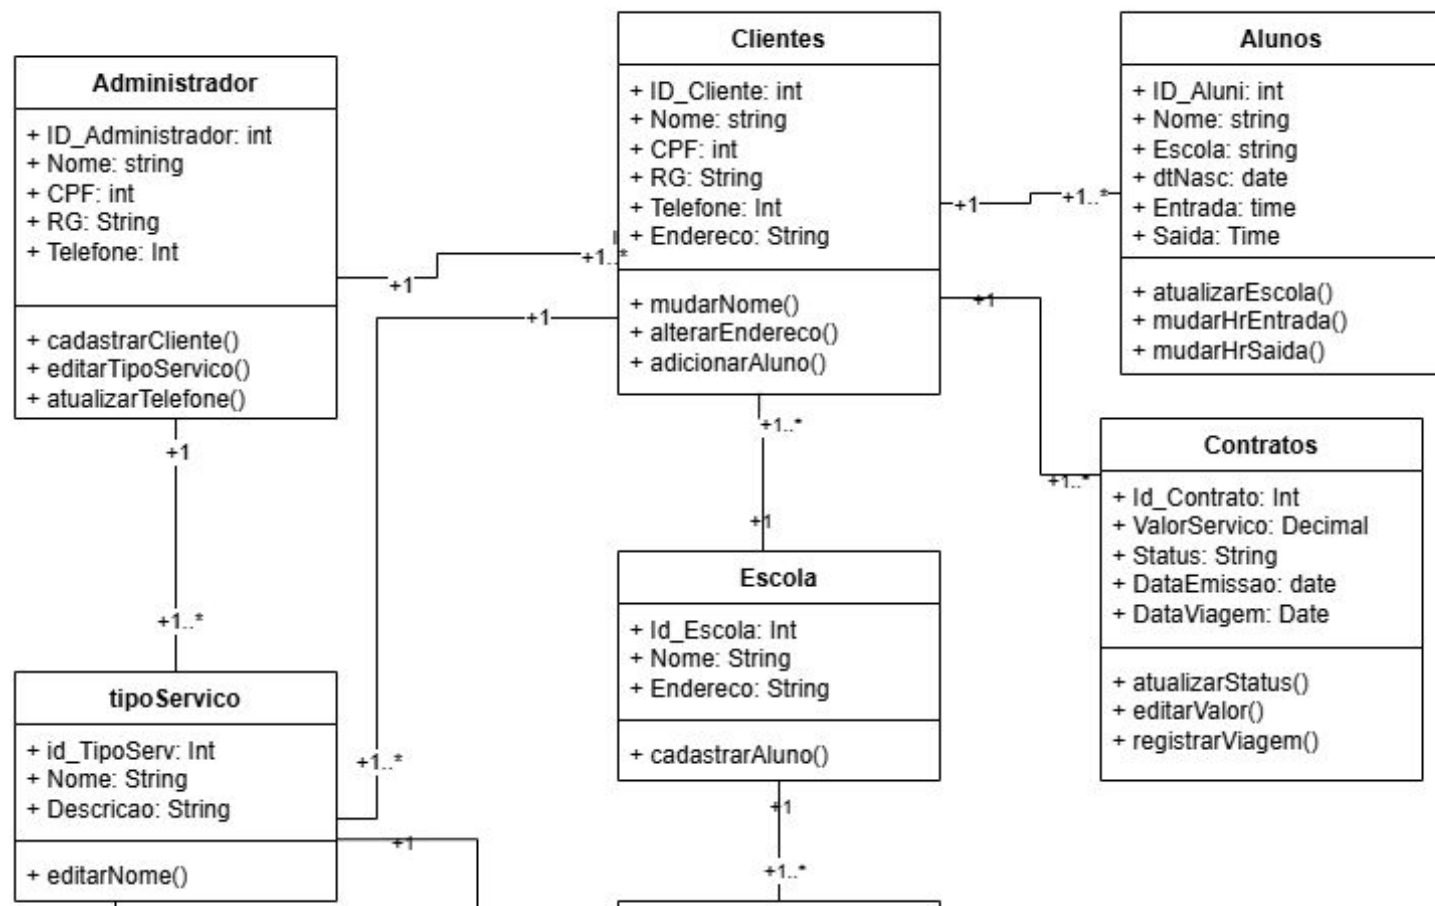 Administrador
+ ID_Administrador: int
+ Nome: string
+ CPF: int
+ RG: String
+ Telefone: Int
+ cadastrarCliente()
+ editarTipoServico()
+ atualizarTelefone()
Clientes
+ ID_Cliente: int
+ Nome: string
+ CPF: int
+ RG: String
+ Telefone: Int
+ Endereco: String
+ mudarNome()
+ alterarEndereco()
+ adicionarAluno()
Alunos
+ ID_Aluni: int
+ Nome: string
+ Escola: string
+ dtNasc: date
+ Entrada: time
+ Saida: Time
+ atualizarEscola()
+ mudarHrEntrada()
+ mudarHrSaida()
+1
+1..*
+1
+1..*
+1
+1
+1..*
+1
+1..*
+1
+1..*
+1..*
Contratos
+ Id_Contrato: Int
+ ValorServico: Decimal
+ Status: String
+ DataEmissao: date
+ DataViagem: Date
+ atualizarStatus()
+ editarValor()
+ registrarViagem()
Escola
+ Id_Escola: Int
+ Nome: String
+ Endereco: String
+ cadastrarAluno()
tipoServico
+ id_TipoServ: Int
+ Nome: String
+ Descricao: String
+ editarNome()
+1..*
+1
+1
+1..*